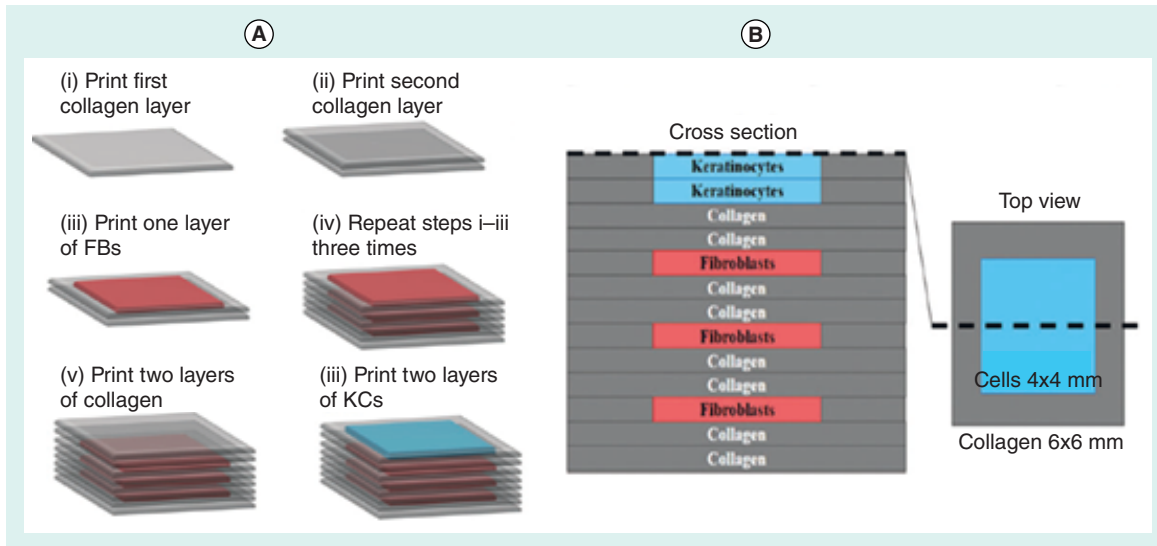 A
B
(i) Print first
collagen layer
(ii) Print second
collagen layer
(iii) Print one layer
of FBs
(iv) Repeat steps i–iii
three times
(v) Print two layers
of collagen
(iii) Print two layers
of KCs
Cross section
Keratinocytes
Keratinocytes
Collagen
Collagen
Fibroblasts
Collagen
Collagen
Fibroblasts
Collagen
Collagen
Fibroblasts
Collagen
Collagen
Top view
Cells 4x4 mm
Collagen 6x6 mm